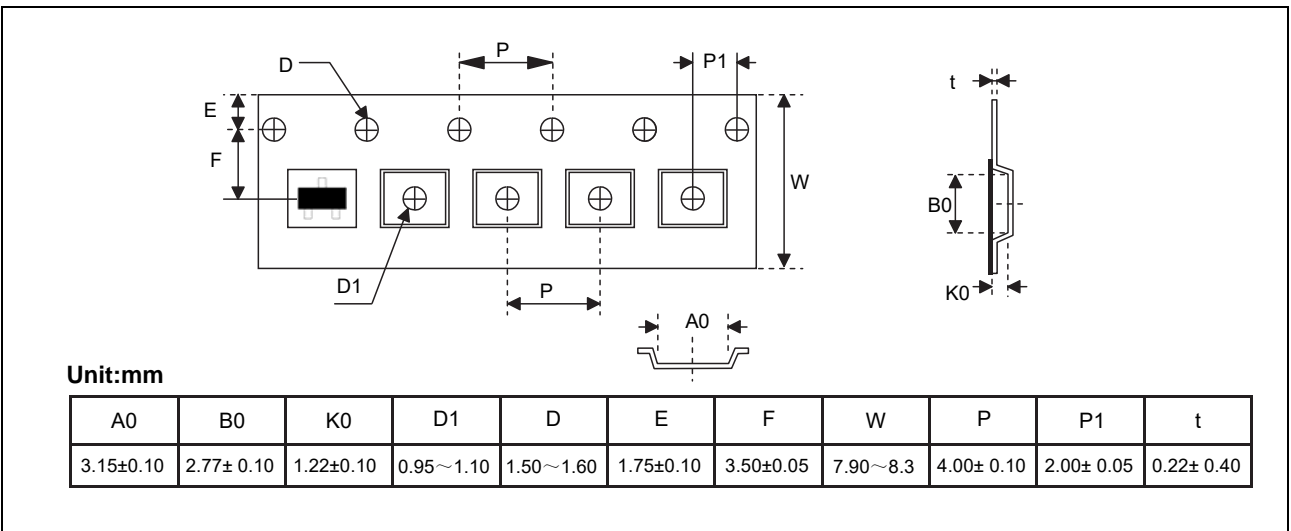 P
P1
D
t
E
F
W
B0
D1
P
K0
A0
Unit:mm
A0 B0 K0 D1 D E F W P P1 t
3.15±0.10 2.77± 0.10 1.22±0.10 0.95～1.10 1.50～1.60 1.75±0.10 3.50±0.05 7.90～8.3 4.00± 0.10 2.00± 0.05 0.22± 0.40